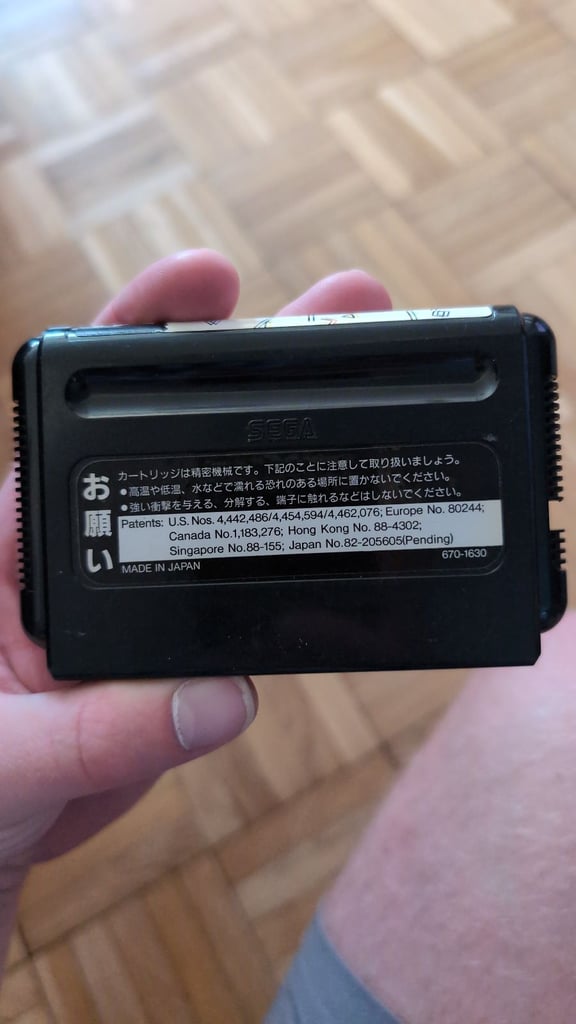 SEGA
お願い
カートリッジは精密機械です。下記のことに注意して取り扱いましょう。
●高温や低温、水などで濡れる恐れのある場所に置かないでください。
●強い衝撃を与える、分解する、端子に触れるなどはしないでください。
Patents: U.S. Nos. 4,442,486/4,454,594/4,462,076; Europe No. 80244;
Canada No.1,183,276; Hong Kong No. 88-4302;
Singapore No.88-155; Japan No.82-205605(Pending)
MADE IN JAPAN
670-1630